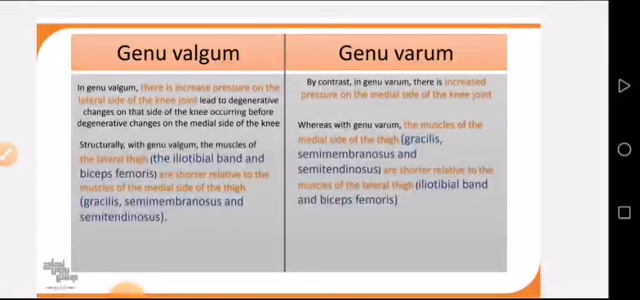 Genu valgum
In genu valgum, there is increase pressure on the
lateral side of the knee joint lead to degenerative
changes on that side of the knee occurring before
degenerative changes on the medial side of the knee
Structurally, with genu valgum, the muscles of
the lateral thigh (the iliotibial band and
biceps femoris) are shorter relative to the
muscles of the medial side of the thigh
(gracilis, semimembranosus and
semitendinosus).
Genu varum
By contrast, in genu varum, there is increased
pressure on the medial side of the knee joint
Whereas with genu varum, the muscles of the
medial side of the thigh (gracilis,
semimembranosus and
semitendinosus) are shorter relative to the
muscles of the lateral thigh (iliotibial band
and biceps femoris)